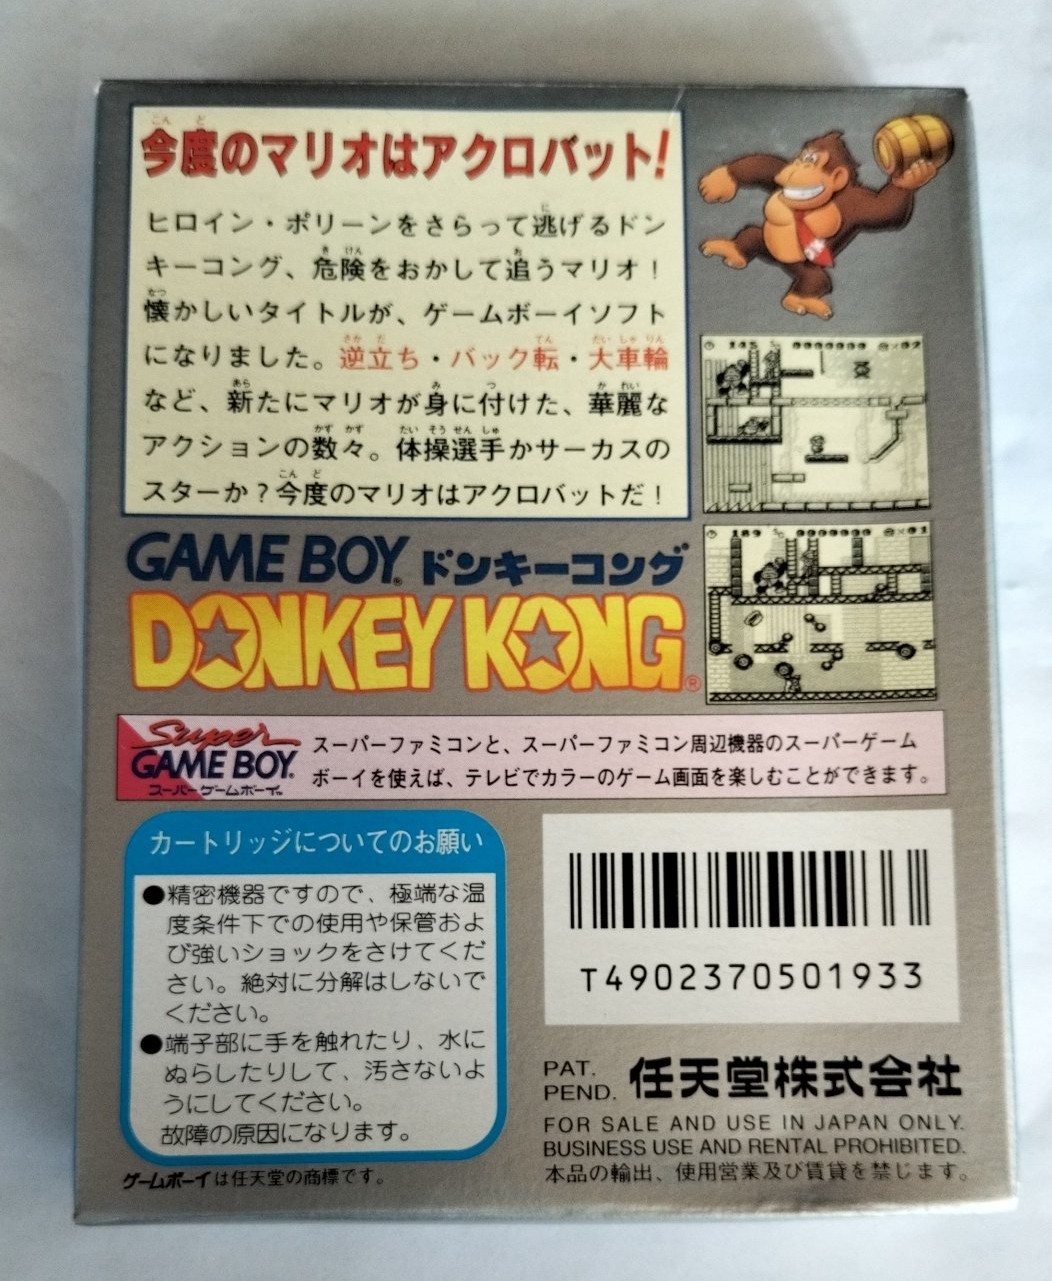 今度のマリオはアクロバット!
ヒロイン・ポリーンをさらって逃げるドン
キーコング、危険をおかして追うマリオ!
懐かしいタイトルが、ゲームボーイソフト
になりました。逆立ち・バック転・大車輪
など、新たにマリオが身に付けた、華麗な
アクションの数々。体操選手かサーカスの
スターか?今度のマリオはアクロバットだ!
GAME BOY® ドンキーコング
DONKEY KONG®
Super
GAME BOY®
スーパーゲームボーイ™
スーパーファミコンと、スーパーファミコン周辺機器のスーパーゲーム
ボーイを使えば、テレビでカラーのゲーム画面を楽しむことができます。
カートリッジについてのお願い
●精密機器ですので、極端な温
度条件下での使用や保管およ
び強いショックをさけてくだ
さい。絶対に分解はしないで
ください。
●端子部に手を触れたり、水に
ぬらしたりして、汚さないよ
うにしてください。
故障の原因になります。
ゲームボーイは任天堂の商標です。
T4902370501933
PAT.
PEND.
任天堂株式会社
FOR SALE AND USE IN JAPAN ONLY.
BUSINESS USE AND RENTAL PROHIBITED.
本品の輸出、使用営業及び賃貸を禁じます。